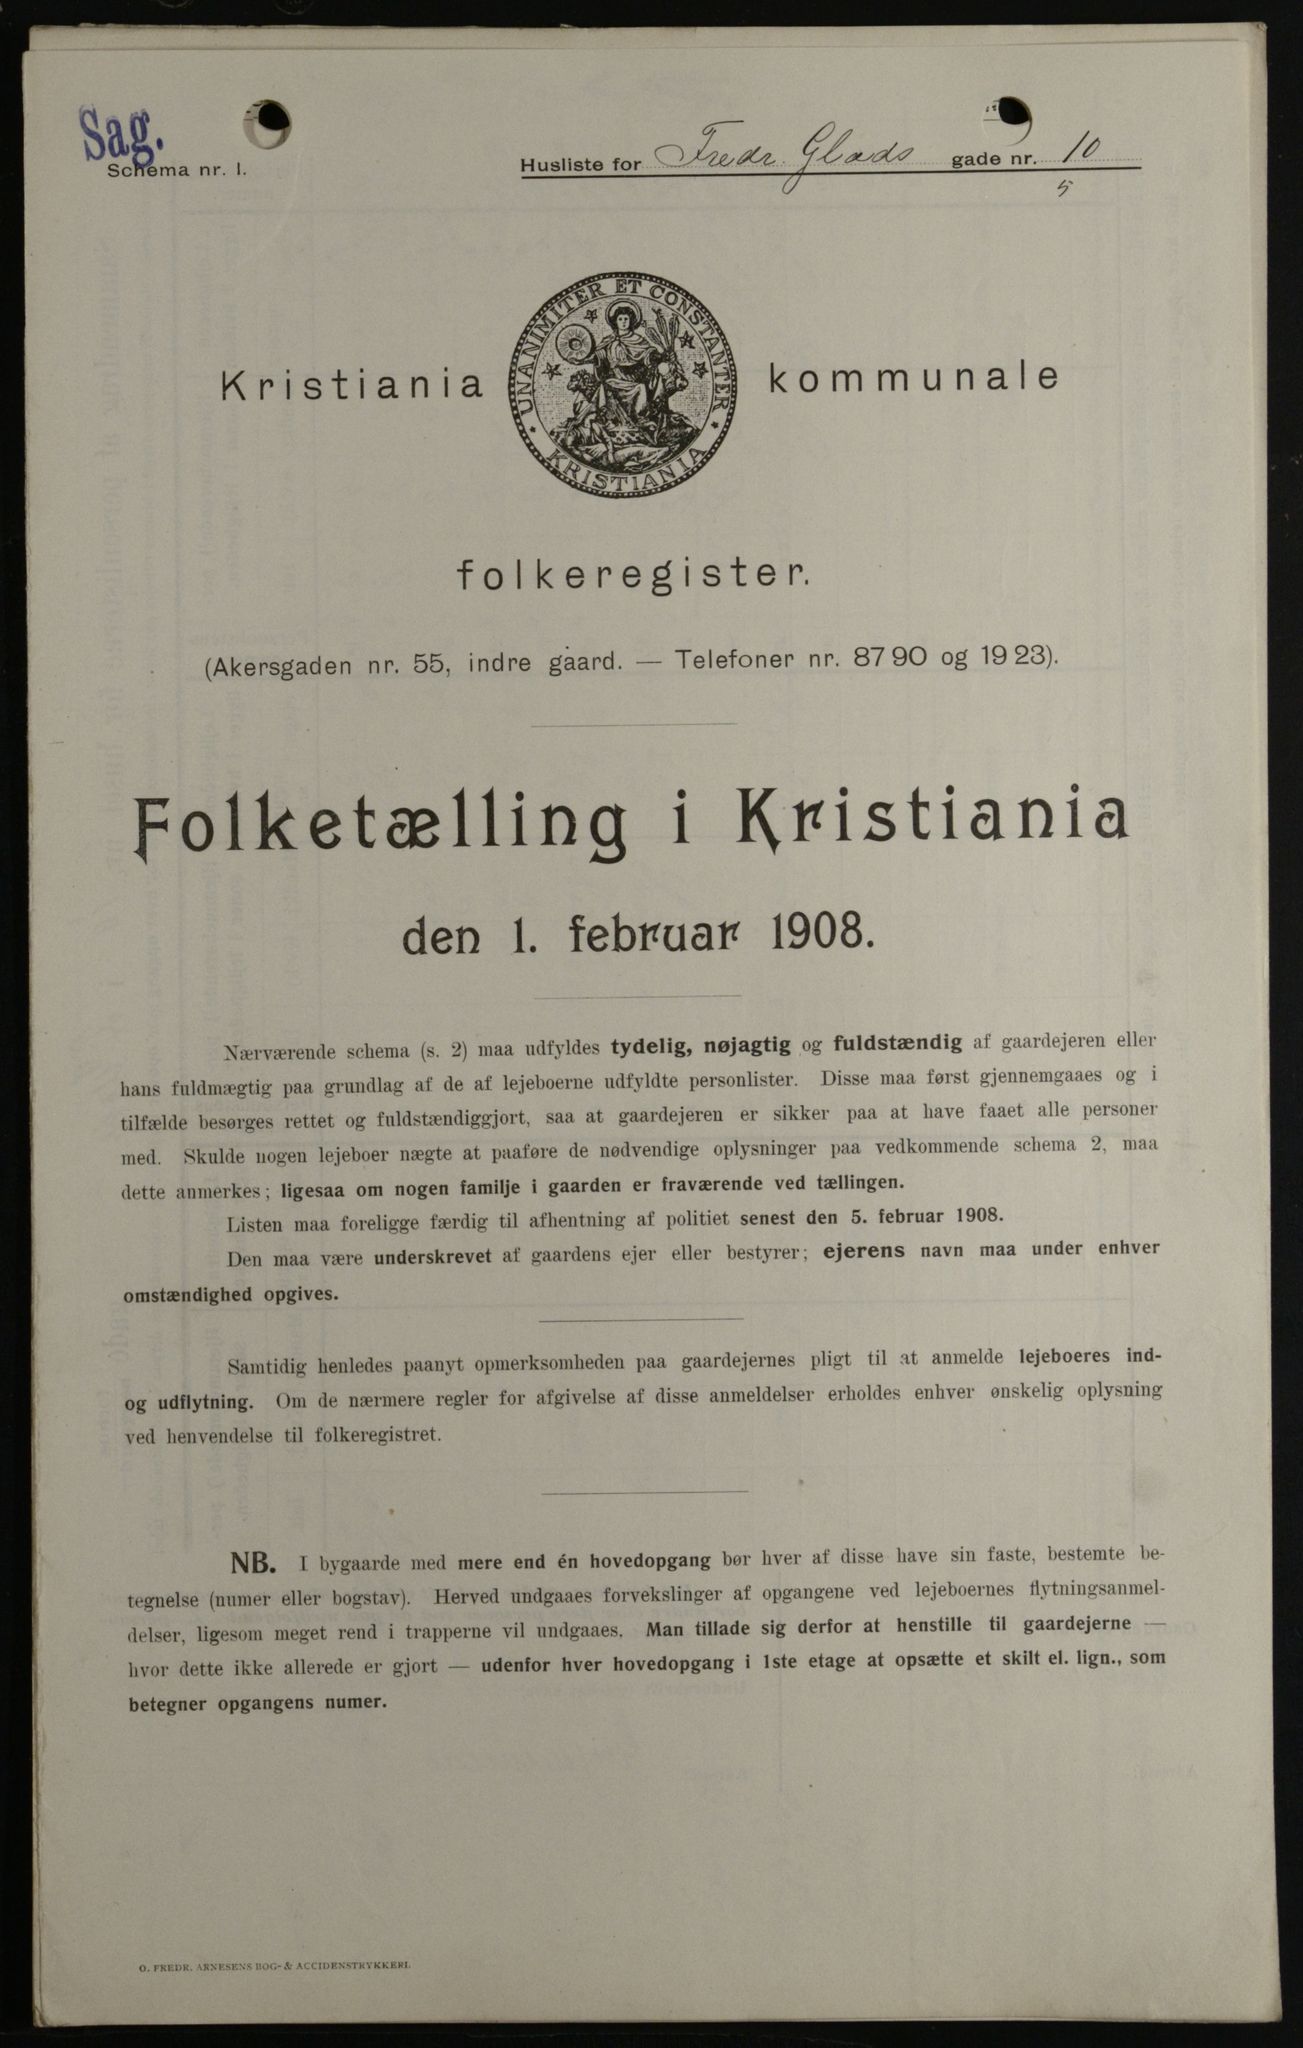 Sag.
Schema nr. 1.
Husliste for Fredr. Glads gade nr. 10
5
UNANIMITER ET CONSTANTER
KRISTIANIA
Kristiania kommunale
folkeregister.
(Akersgaden nr. 55, indre gaard. — Telefoner nr. 8790 og 1923).
Folketælling i Kristiania
den 1. februar 1908.
Nærværende schema (s. 2) maa udfyldes tydelig, nøjagtig og fuldstændig af gaardejeren eller
hans fuldmægtig paa grundlag af de af lejeboerne udfyldte personlister. Disse maa først gjennemgaaes og i
tilfælde besørges rettet og fuldstændiggjort, saa at gaardejeren er sikker paa at have faaet alle personer
med. Skulde nogen lejeboer nægte at paaføre de nødvendige oplysninger paa vedkommende schema 2, maa
dette anmerkes; ligesaa om nogen familje i gaarden er fraværende ved tællingen.
Listen maa foreligge færdig til afhentning af politiet senest den 5. februar 1908.
Den maa være underskrevet af gaardens ejer eller bestyrer; ejerens navn maa under enhver
omstændighed opgives.
Samtidig henledes paanyt opmerksomheden paa gaardejernes pligt til at anmelde lejeboeres ind-
og udflytning. Om de nærmere regler for afgivelse af disse anmeldelser erholdes enhver ønskelig oplysning
ved henvendelse til folkeregistret.
NB. I bygaarde med mere end én hovedopgang bør hver af disse have sin faste, bestemte be-
tegnelse (numer eller bogstav). Herved undgaaes forvekslinger af opgangene ved lejeboernes flytningsanmel-
delser, ligesom meget rend i trapperne vil undgaaes. Man tillade sig derfor at henstille til gaardejerne —
hvor dette ikke allerede er gjort — udenfor hver hovedopgang i 1ste etage at opsætte et skilt el. lign., som
betegner opgangens numer.
O. FREDR. ARNESENS BOG- & ACCIDENSTRYKKERI.